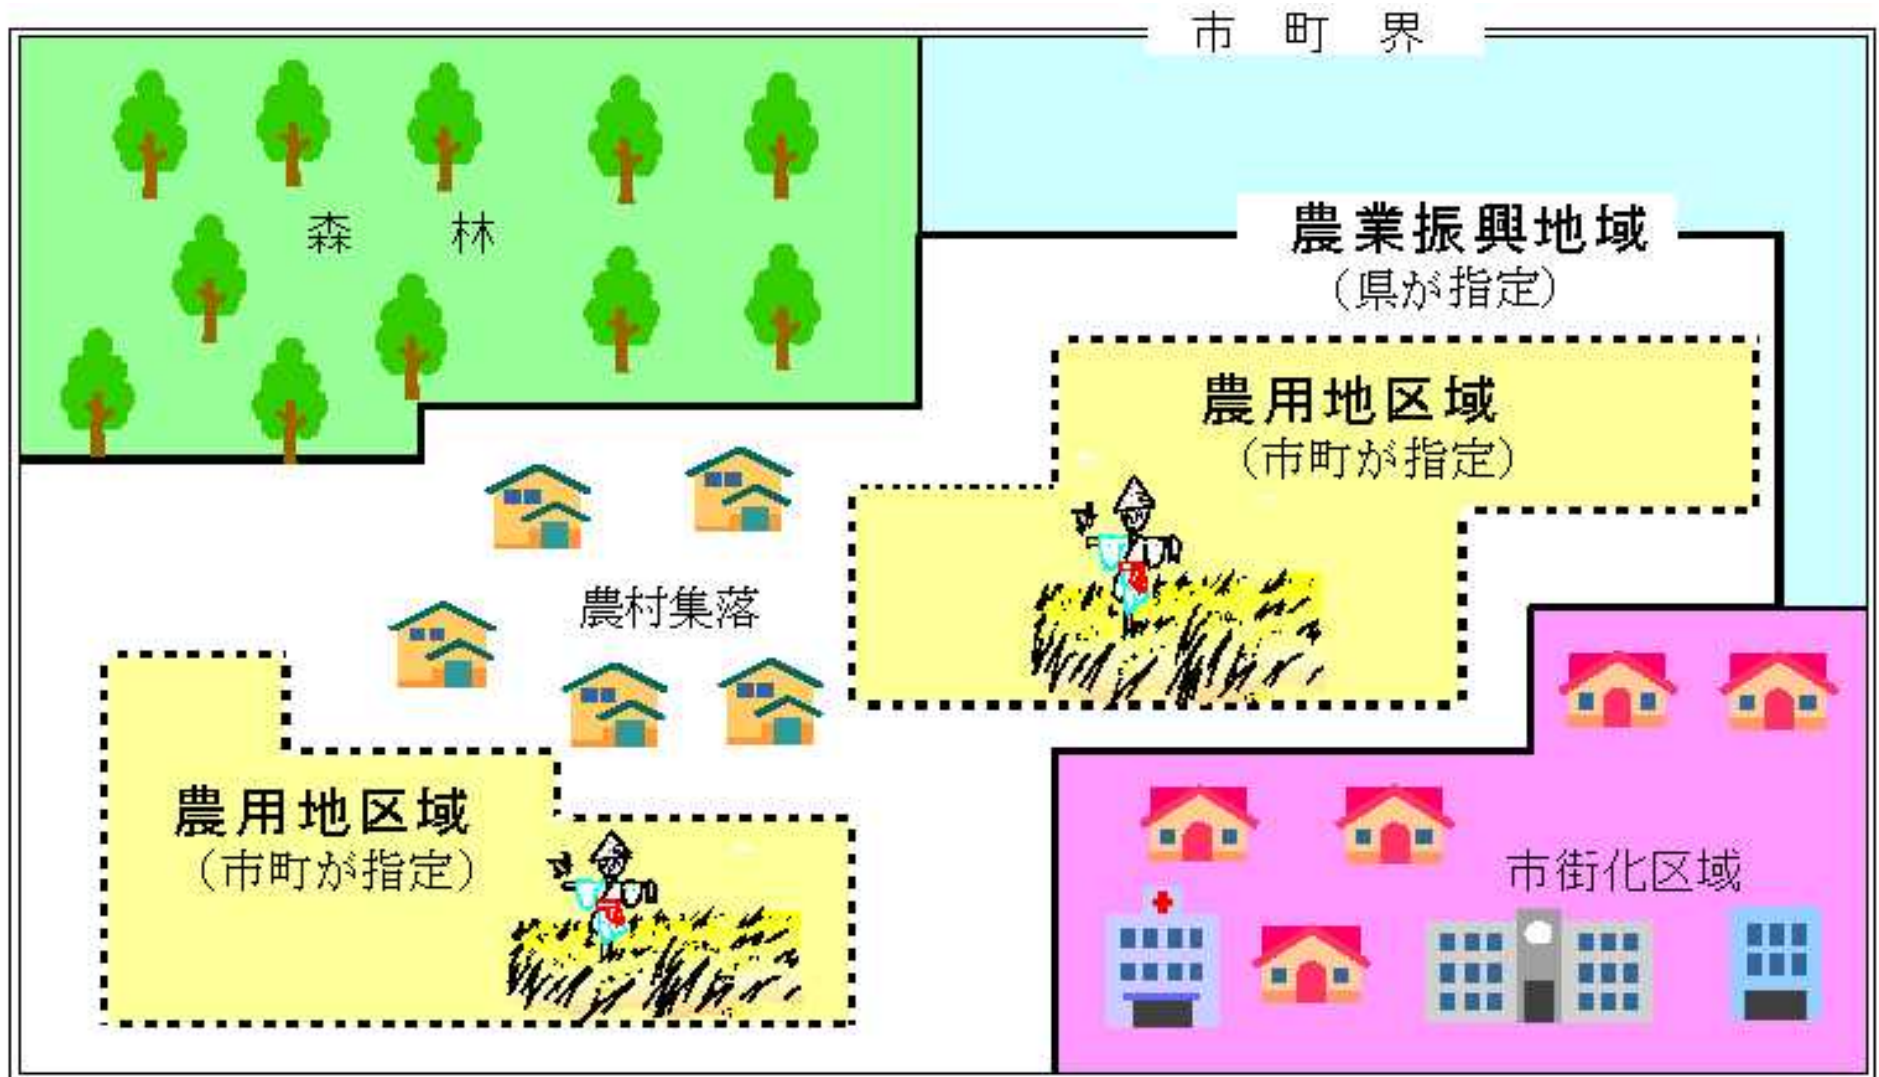 市町界
森林
農業振興地域
（県が指定）
農用地区域
（市町が指定）
農村集落
農用地区域
（市町が指定）
市街化区域